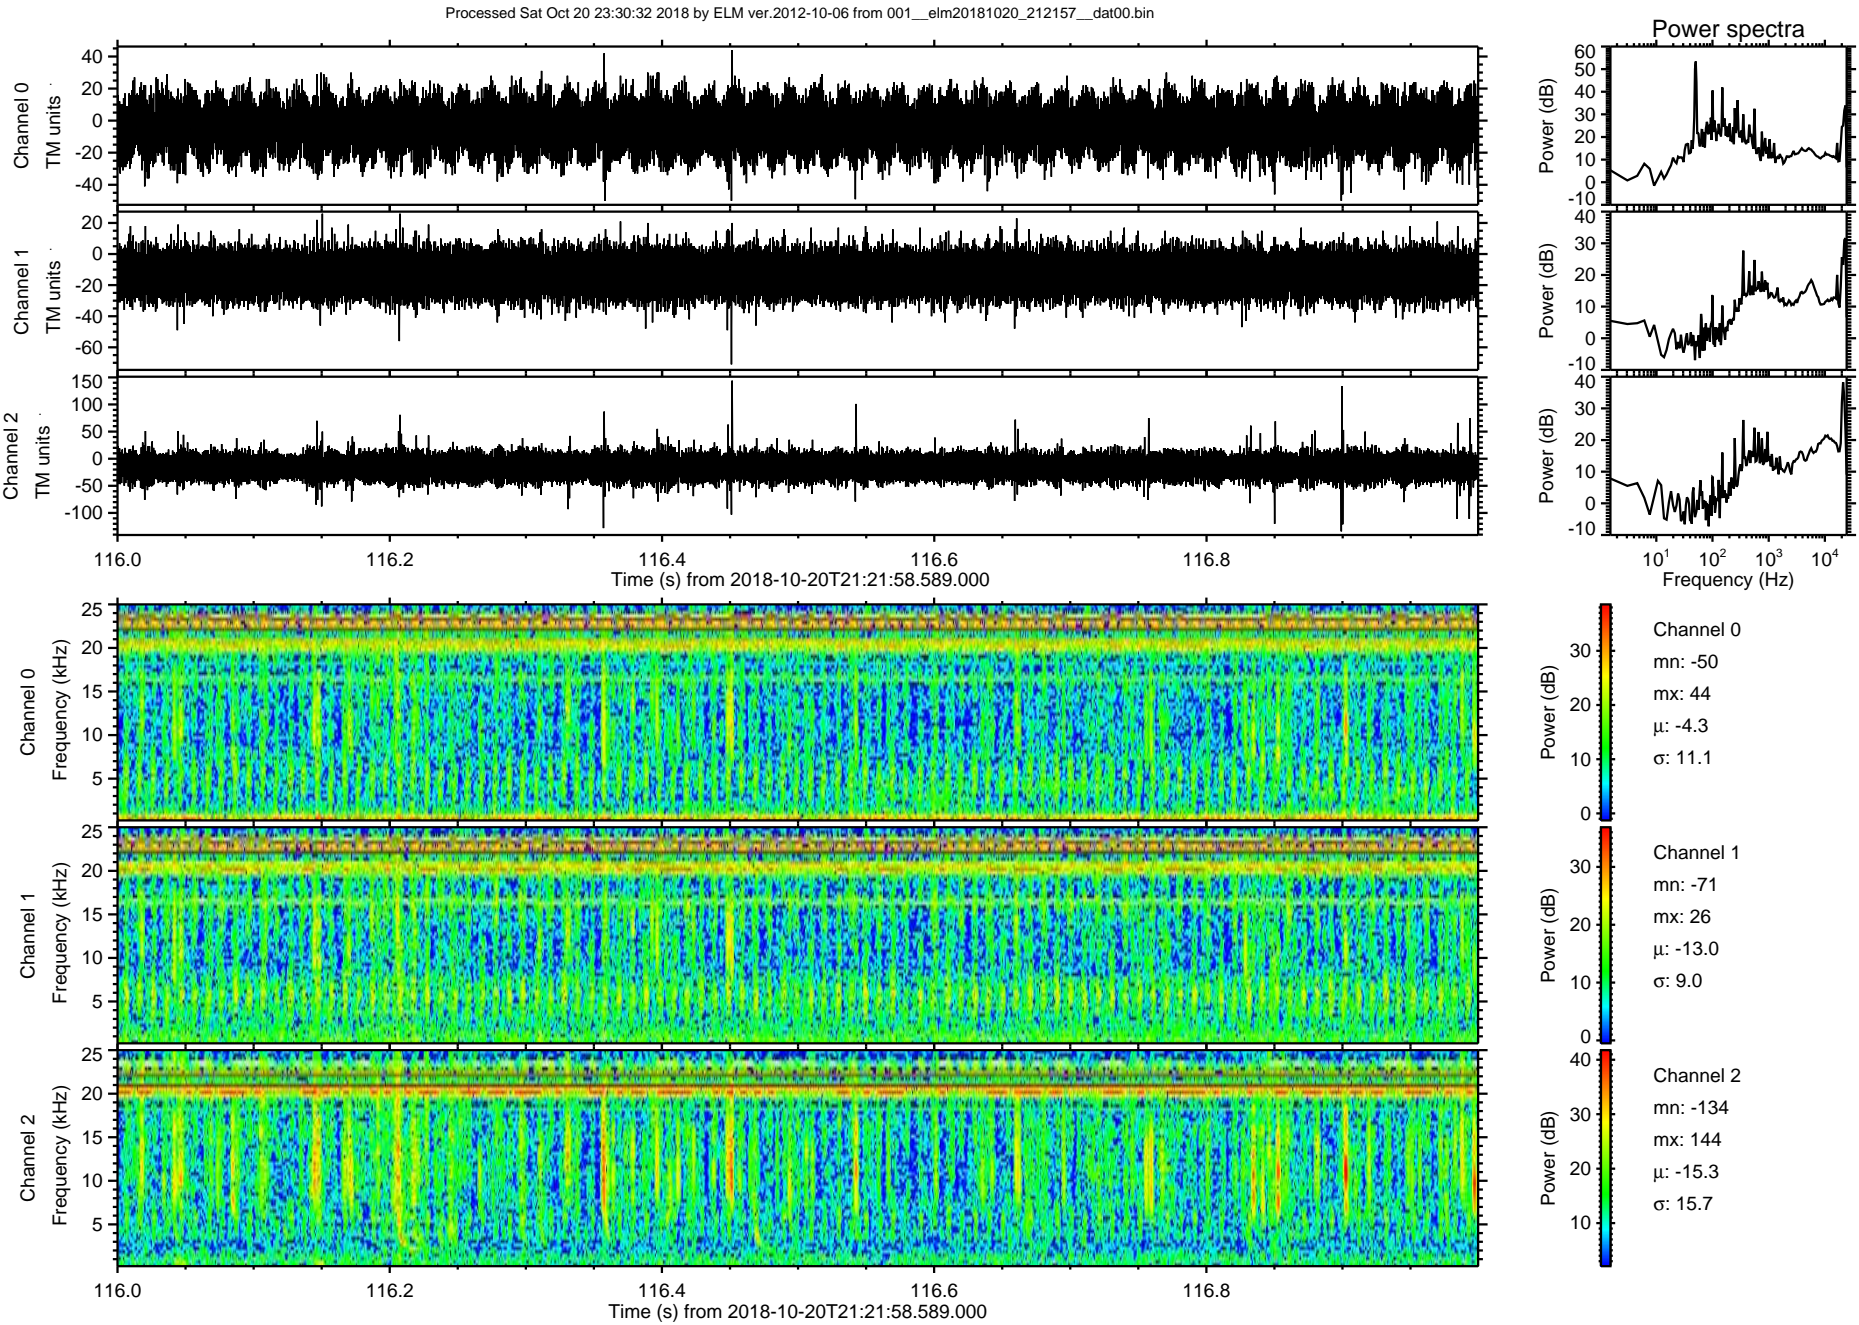 Processed Sat Oct 20 23:30:32 2018 by ELM ver.2012-10-06 from 001__elm20181020_212157__dat00.bin
Power spectra
Channel 0
TM units
40
20
0
-20
-40
Power (dB)
60
50
40
30
20
10
0
-10
Channel 1
TM units
20
0
-20
-40
-60
Power (dB)
40
30
20
10
0
-10
Channel 2
TM units
150
100
50
0
-50
-100
Power (dB)
40
30
20
10
0
-10
116.0 116.2 116.4 116.6 116.8
Time (s) from 2018-10-20T21:21:58.589.000
10¹ 10² 10³ 10⁴
Frequency (Hz)
Channel 0
Frequency (kHz)
25
20
15
10
5
Power (dB)
30
20
10
0
Channel 0
mn: -50
mx: 44
μ: -4.3
σ: 11.1
Channel 1
Frequency (kHz)
25
20
15
10
5
Power (dB)
30
20
10
0
Channel 1
mn: -71
mx: 26
μ: -13.0
σ: 9.0
Channel 2
Frequency (kHz)
25
20
15
10
5
Power (dB)
40
30
20
10
Channel 2
mn: -134
mx: 144
μ: -15.3
σ: 15.7
116.0 116.2 116.4 116.6 116.8
Time (s) from 2018-10-20T21:21:58.589.000